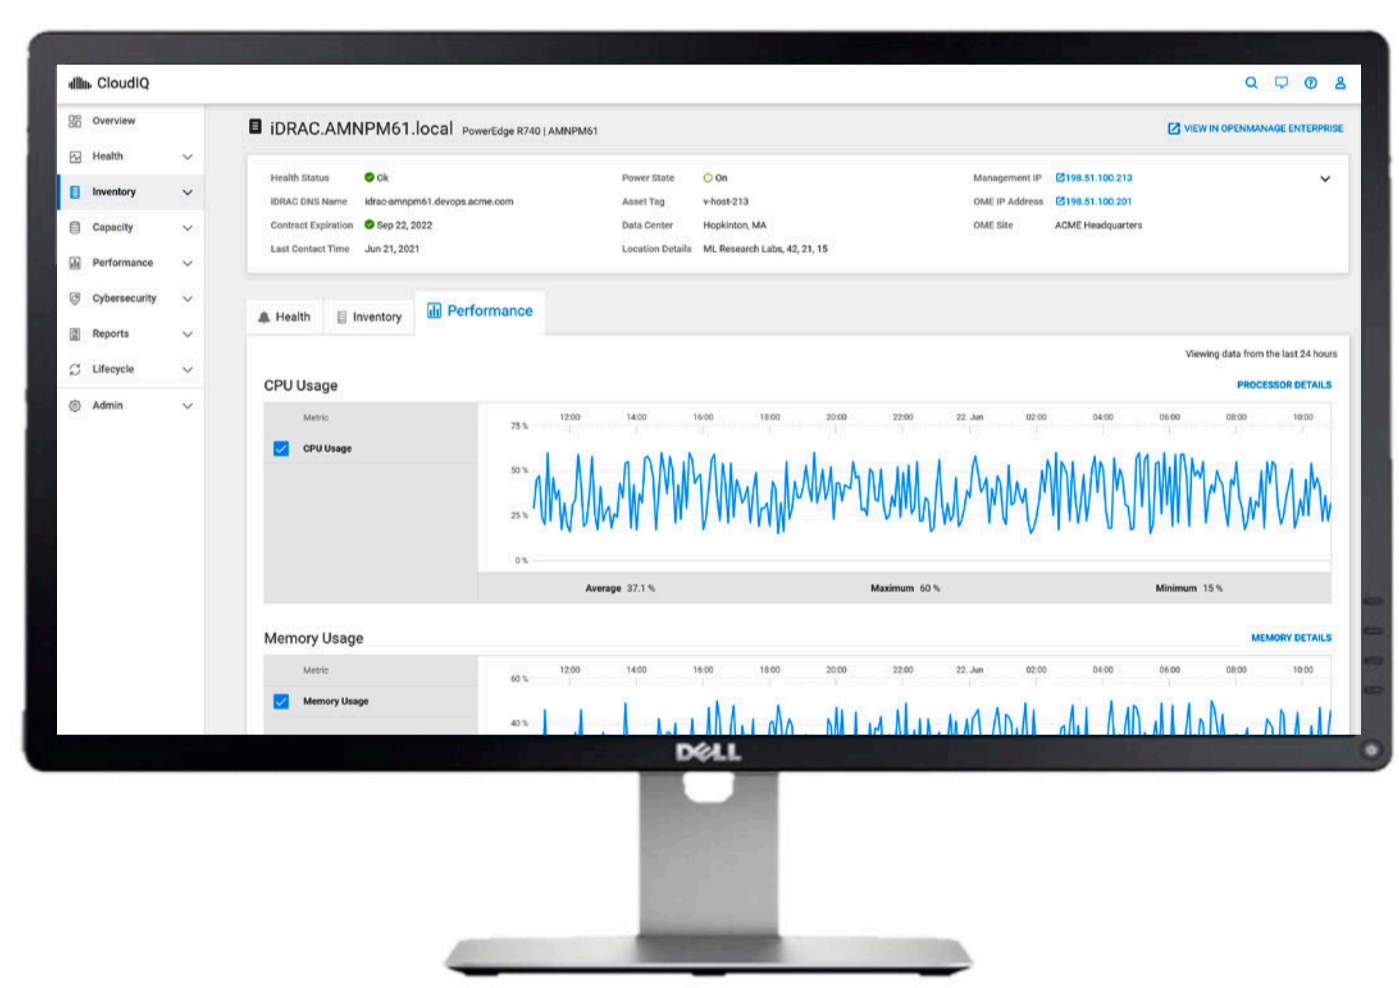 CloudIQ
Overview
Health
Inventory
Capacity
Performance
Cybersecurity
Reports
Lifecycle
Admin
iDRAC.AMNPM61.local PowerEdge R740 | AMNPM61
VIEW IN OPENMANAGE ENTERPRISE
Health Status Ok Power State On Management IP 198.51.100.213
iDRAC DNS Name idrac-amnpm61.devops.acme.com Asset Tag v-host-213 OME IP Address 198.51.100.201
Contract Expiration Sep 22, 2022 Data Center Hopkinton, MA OME Site ACME Headquarters
Last Contact Time Jun 21, 2021 Location Details ML Research Labs, 42, 21, 15
Health Inventory Performance
Viewing data from the last 24 hours
CPU Usage PROCESSOR DETAILS
Metric
CPU Usage
12:00 14:00 16:00 18:00 20:00 22:00 22. Jun 02:00 04:00 06:00 08:00 10:00
75 %
50 %
25 %
0 %
Average 37.1 % Maximum 60 % Minimum 15 %
Memory Usage MEMORY DETAILS
Metric
Memory Usage
12:00 14:00 16:00 18:00 20:00 22:00 22. Jun 02:00 04:00 06:00 08:00 10:00
60 %
40 %
DELL